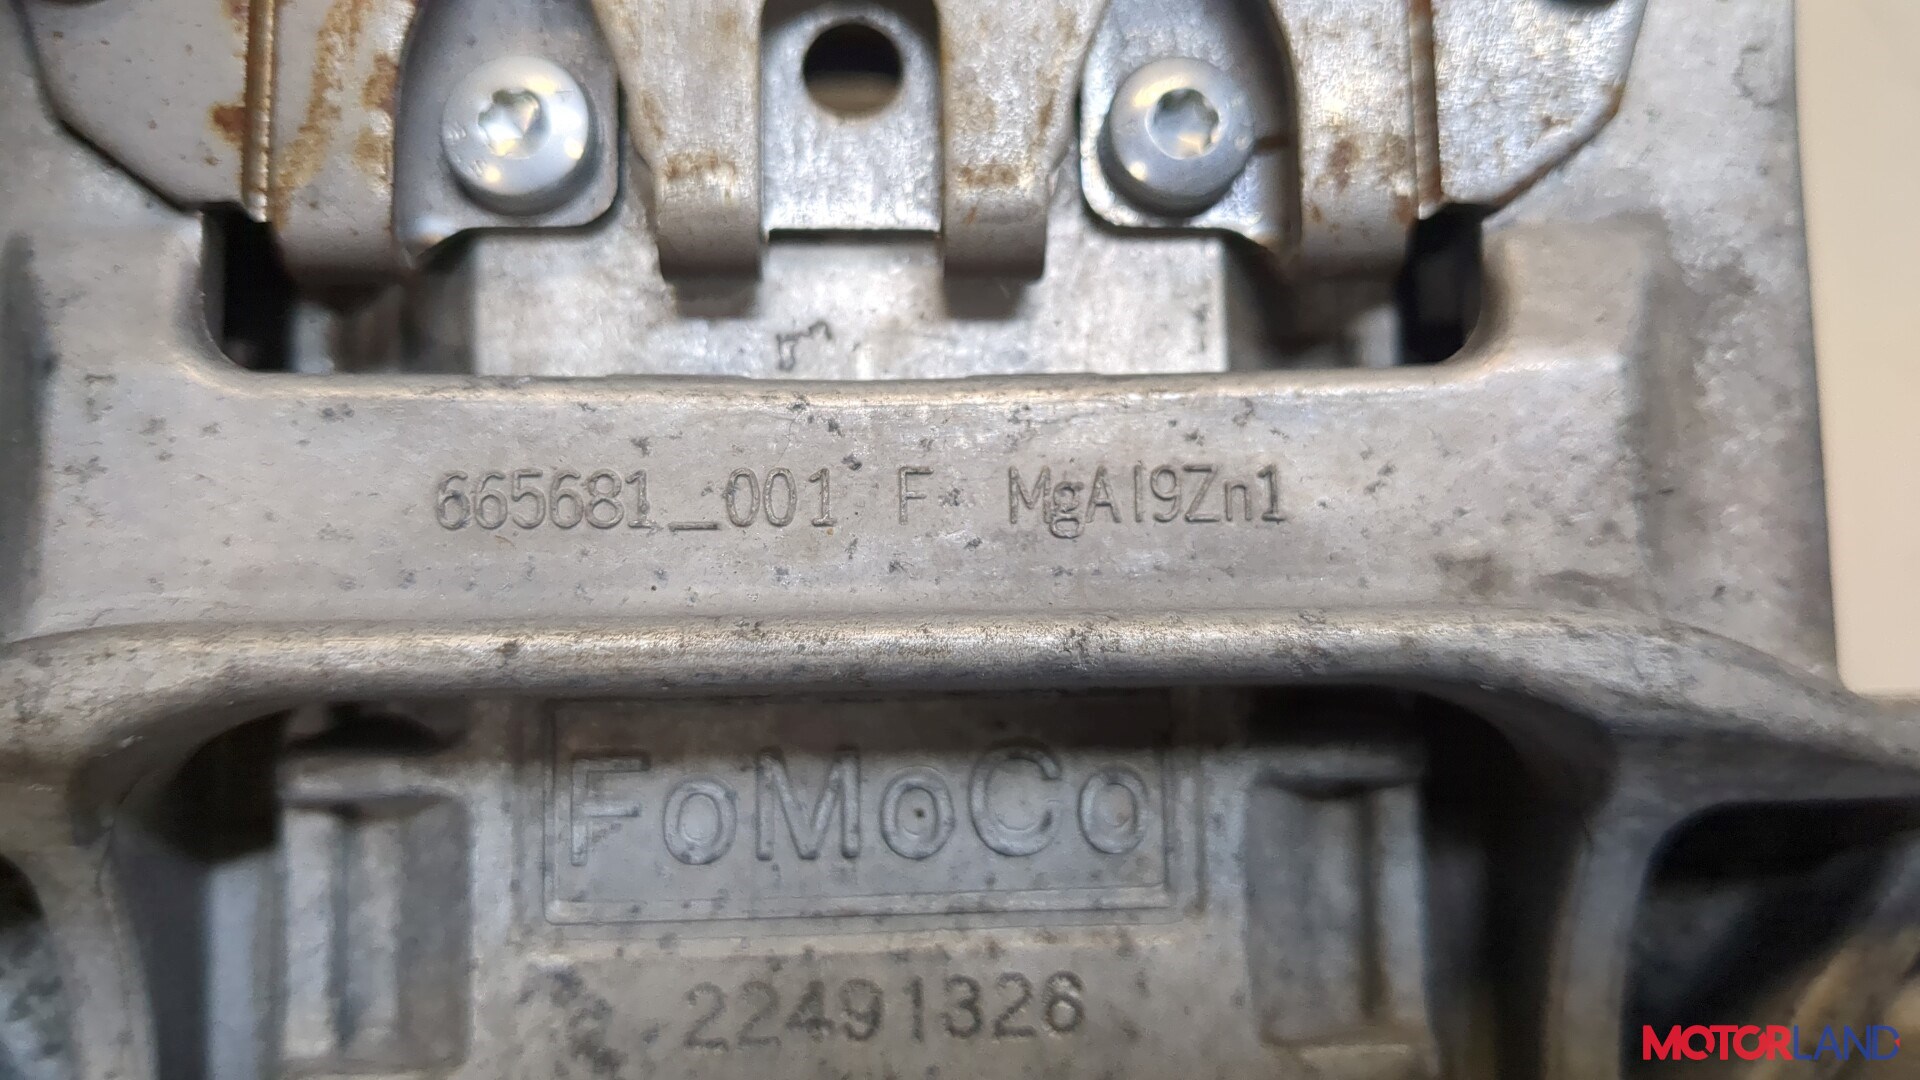 665681_001 F MgAl9Zn1
FoMoCo
22491326
MOTORLAND